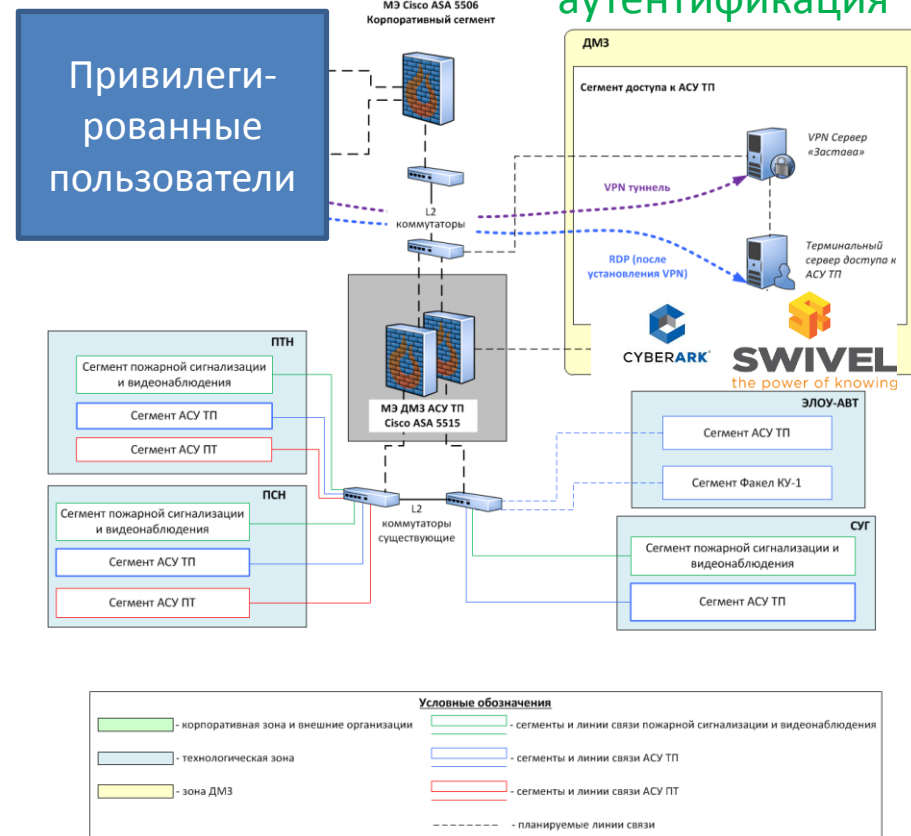 МЭ Cisco ASA 5506
Корпоративный сегмент
аутентификация
Привилеги-
рованные
пользователи
ДМЗ
Сегмент доступа к АСУ ТП
VPN Сервер
«Застава»
VPN туннель
L2
коммутаторы
RDP (после
установления VPN)
Терминальный
сервер доступа к
АСУ ТП
CYBERARK
SWIVEL
the power of knowing
МЭ ДМЗ АСУ ТП
Cisco ASA 5515
ПТН
Сегмент пожарной сигнализации
и видеонаблюдения
Сегмент АСУ ТП
Сегмент АСУ ПТ
ЭЛОУ-АВТ
Сегмент АСУ ТП
Сегмент Факел КУ-1
ПСН
Сегмент пожарной сигнализации
и видеонаблюдения
Сегмент АСУ ТП
Сегмент АСУ ПТ
L2
коммутаторы
существующие
СУГ
Сегмент пожарной сигнализации и
видеонаблюдения
Сегмент АСУ ТП
Условные обозначения
- корпоративная зона и внешние организации
- сегменты и линии связи пожарной сигнализации и видеонаблюдения
- технологическая зона
- сегменты и линии связи АСУ ТП
- зона ДМЗ
- сегменты и линии связи АСУ ПТ
- планируемые линии связи